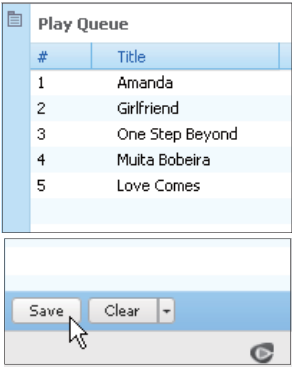 Play Queue
# Title
1 Amanda
2 Girlfriend
3 One Step Beyond
4 Muita Bobeira
5 Love Comes
Save Clear